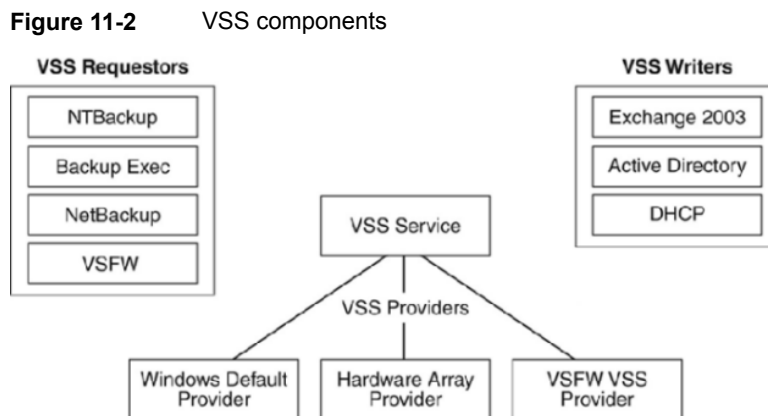 Figure 11-2 VSS components
VSS Requestors
NTBackup
Backup Exec
NetBackup
VSFW
VSS Writers
Exchange 2003
Active Directory
DHCP
VSS Service
VSS Providers
Windows Default
Provider
Hardware Array
Provider
VSFW VSS
Provider